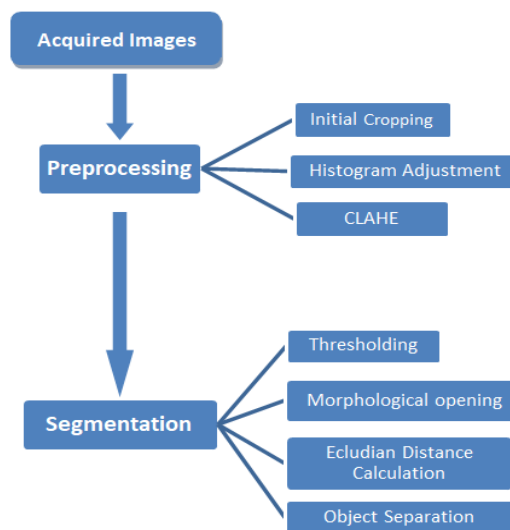 Acquired Images
Preprocessing
Initial Cropping
Histogram Adjustment
CLAHE
Segmentation
Thresholding
Morphological opening
Ecludian Distance
Calculation
Object Separation